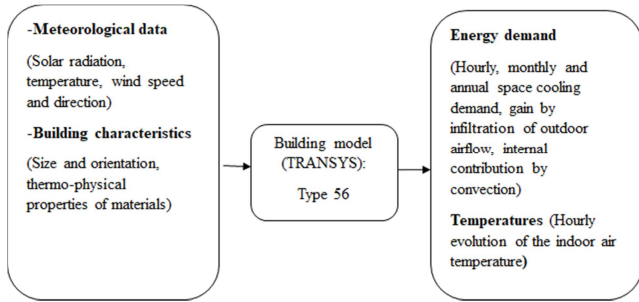 -Meteorological data
(Solar radiation,
temperature, wind speed
and direction)
-Building characteristics
(Size and orientation,
thermo-physical
properties of materials)
Building model
(TRANSYS):
Type 56
Energy demand
(Hourly, monthly and
annual space cooling
demand, gain by
infiltration of outdoor
airflow, internal
contribution by
convection)
Temperatures (Hourly
evolution of the indoor air
temperature)